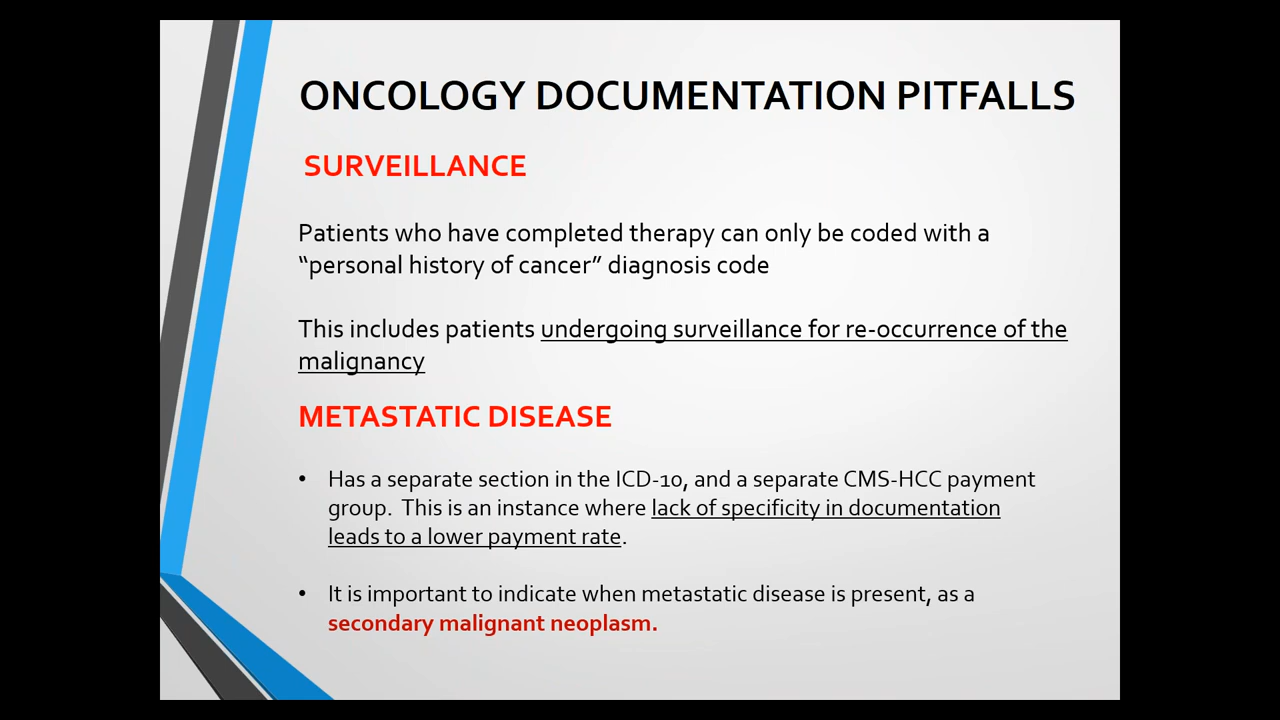 ONCOLOGY DOCUMENTATION PITFALLS
SURVEILLANCE
Patients who have completed therapy can only be coded with a
“personal history of cancer” diagnosis code
This includes patients undergoing surveillance for re-occurrence of the
malignancy
METASTATIC DISEASE
• Has a separate section in the ICD-10, and a separate CMS-HCC payment
group.  This is an instance where lack of specificity in documentation
leads to a lower payment rate.
• It is important to indicate when metastatic disease is present, as a
secondary malignant neoplasm.